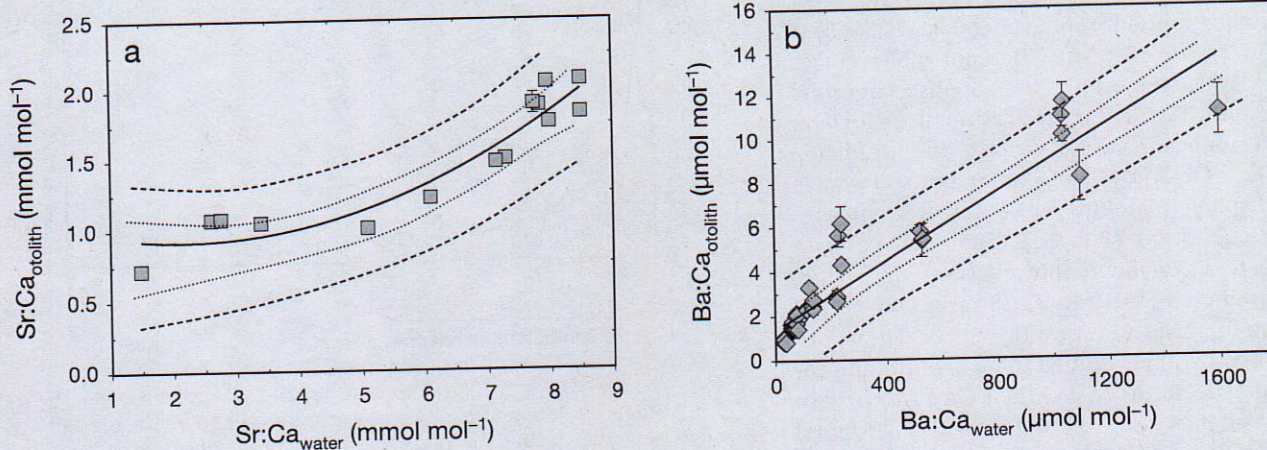 a
Sr:Ca_otolith (mmol mol⁻¹)
2.5
2.0
1.5
1.0
0.5
0.0
1 2 3 4 5 6 7 8 9
Sr:Ca_water (mmol mol⁻¹)
b
Ba:Ca_otolith (µmol mol⁻¹)
16
14
12
10
8
6
4
2
0
0 400 800 1200 1600
Ba:Ca_water (µmol mol⁻¹)